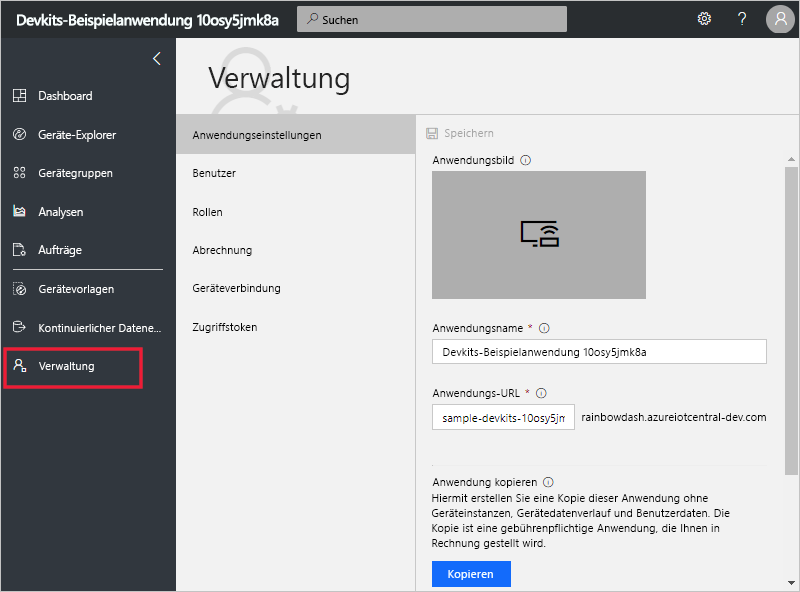 Devkits-Beispielanwendung 10osy5jmk8a
Suchen
?
Dashboard
Geräte-Explorer
Gerätegruppen
Analysen
Aufträge
Gerätevorlagen
Kontinuierlicher Datene...
Verwaltung
Verwaltung
Anwendungseinstellungen
Benutzer
Rollen
Abrechnung
Geräteverbindung
Zugriffstoken
Speichern
Anwendungsbild
Anwendungsname *
Devkits-Beispielanwendung 10osy5jmk8a
Anwendungs-URL *
sample-devkits-10osy5jm rainbowdash.azureiotcentral-dev.com
Anwendung kopieren
Hiermit erstellen Sie eine Kopie dieser Anwendung ohne
Geräteinstanzen, Gerätedatenverlauf und Benutzerdaten. Die
Kopie ist eine gebührenpflichtige Anwendung, die Ihnen in
Rechnung gestellt wird.
Kopieren